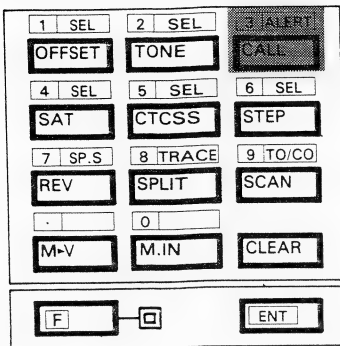 1 SEL 2 SEL 3 ALERT
OFFSET TONE CALL
4 SEL 5 SEL 6 SEL
SAT CTCSS STEP
7 SP.S 8 TRACE 9 TO/CO
REV SPLIT SCAN
· 0
M►V M.IN CLEAR
F ENT